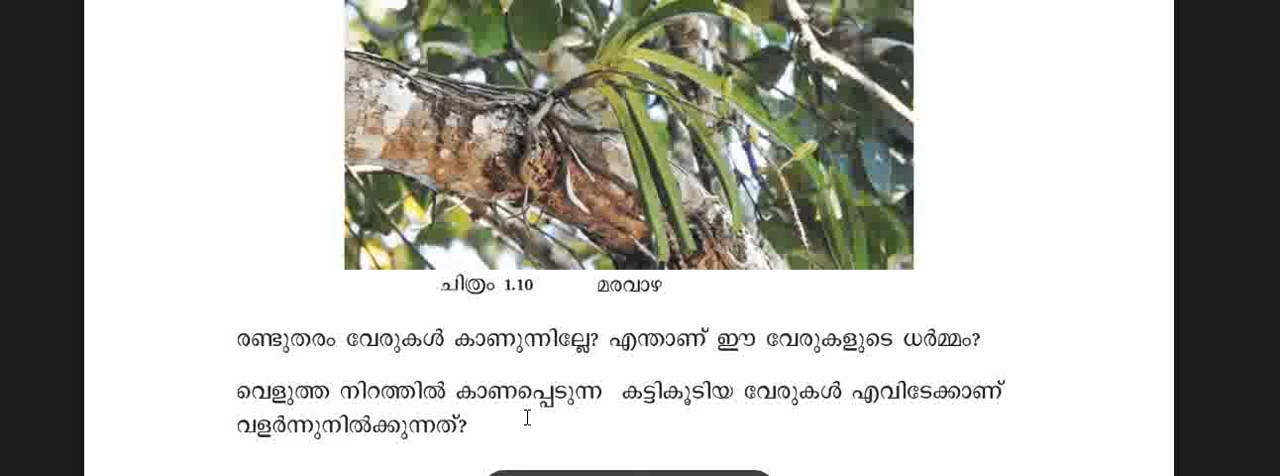 ചിത്രം 1.10 മരവാഴ
രണ്ടുതരം വേരുകൾ കാണുന്നില്ലേ? എന്താണ് ഈ വേരുകളുടെ ധർമ്മം?
വെളുത്ത നിറത്തിൽ കാണപ്പെടുന്ന കട്ടികൂടിയ വേരുകൾ എവിടേക്കാണ്
വളർന്നുനിൽക്കുന്നത്?